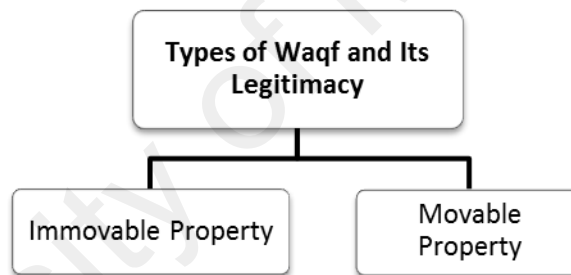 Types of Waqf and Its
Legitimacy
Immovable Property
Movable
Property